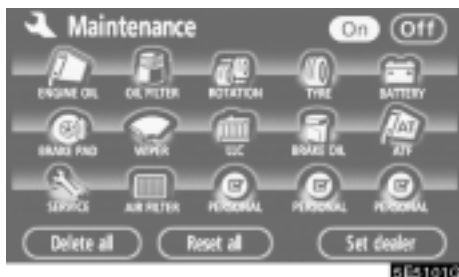 Maintenance On Off
ENGINE OIL OIL FILTER ROTATION TYRE BATTERY
BRAKE PAD WIPER LLC BRAKE OIL ATF
SERVICE AIR FILTER PERSONAL PERSONAL PERSONAL
Delete all Reset all Set dealer
5E51010